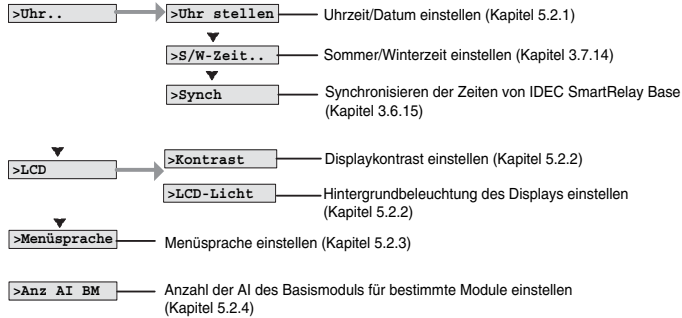 >Uhr..
>Uhr stellen
Uhrzeit/Datum einstellen (Kapitel 5.2.1)
>S/W-Zeit..
Sommer/Winterzeit einstellen (Kapitel 3.7.14)
>Synch
Synchronisieren der Zeiten von IDEC SmartRelay Base
(Kapitel 3.6.15)
>LCD
>Kontrast
Displaykontrast einstellen (Kapitel 5.2.2)
>LCD-Licht
Hintergrundbeleuchtung des Displays einstellen
(Kapitel 5.2.2)
>Menüsprache
Menüsprache einstellen (Kapitel 5.2.3)
>Anz AI BM
Anzahl der AI des Basismoduls für bestimmte Module einstellen
(Kapitel 5.2.4)